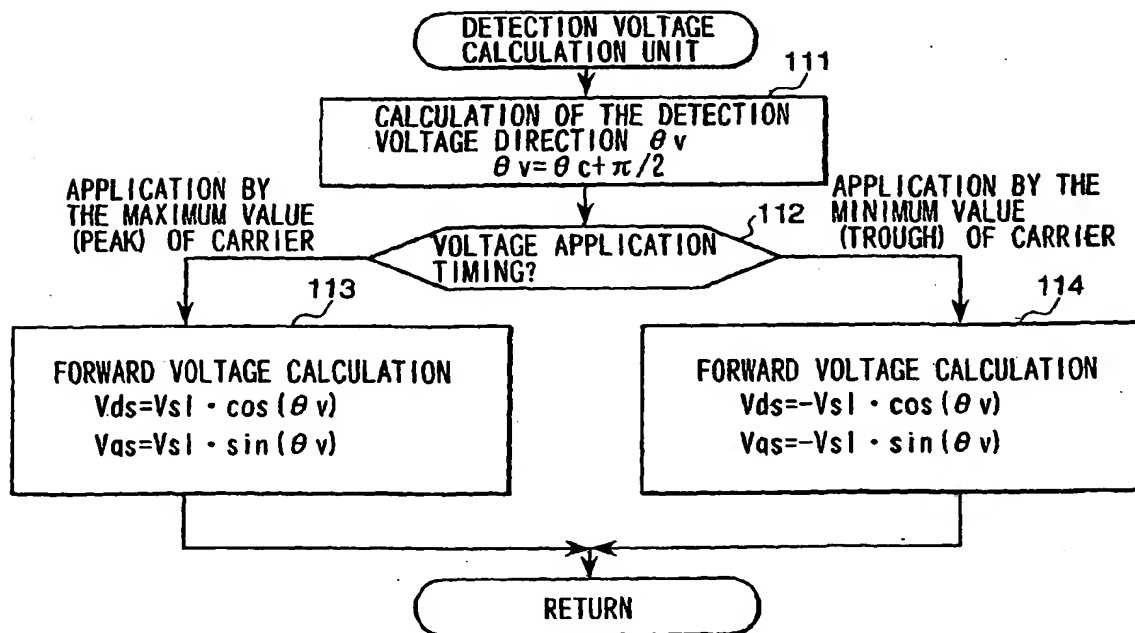 DETECTION VOLTAGE
CALCULATION UNIT
111
CALCULATION OF THE DETECTION
VOLTAGE DIRECTION θv
θv=θc+π/2
APPLICATION BY
THE MAXIMUM VALUE
(PEAK) OF CARRIER
112
VOLTAGE APPLICATION
TIMING?
APPLICATION BY THE
MINIMUM VALUE
(TROUGH) OF CARRIER
113
FORWARD VOLTAGE CALCULATION
Vds=Vsl・cos(θv)
Vqs=Vsl・sin(θv)
114
FORWARD VOLTAGE CALCULATION
Vds=-Vsl・cos(θv)
Vqs=-Vsl・sin(θv)
RETURN